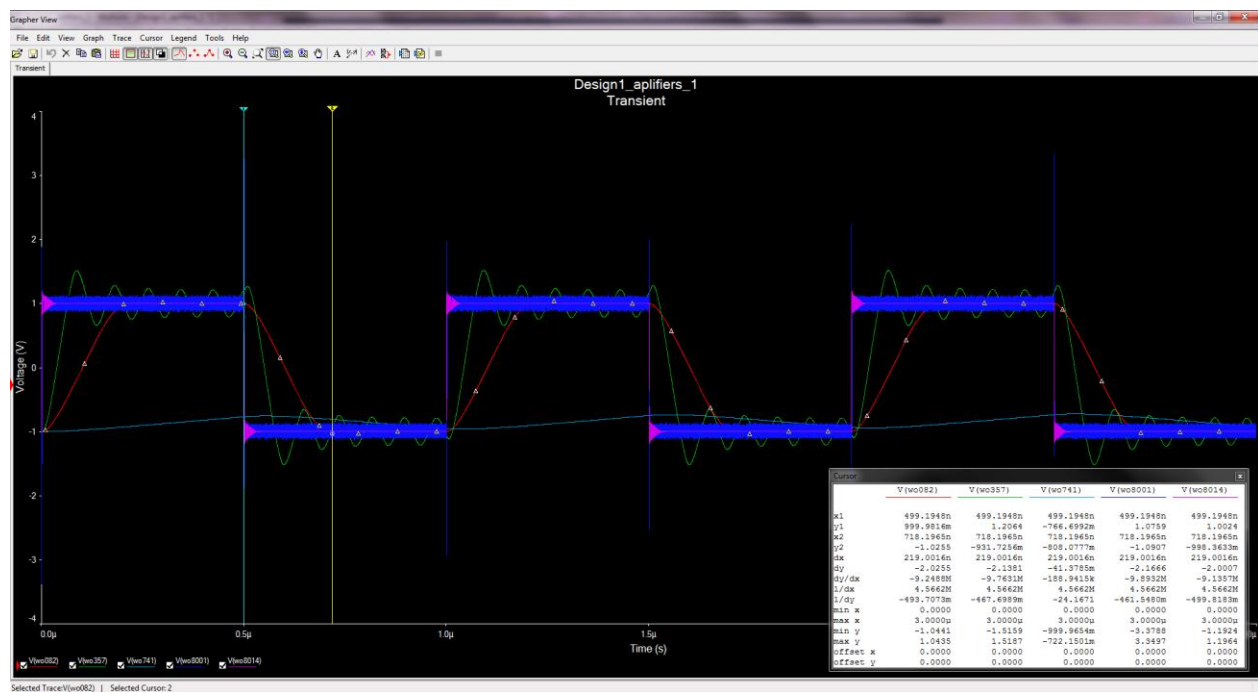 Grapher View
File Edit View Graph Trace Cursor Legend Tools Help
Transient
Design1_aplifiers_1
Transient
4
3
2
1
0
-1
-2
-3
-4
Voltage (V)
0.0μ 0.5μ 1.0μ 1.5μ
Time (s)
V(wo082) V(wo357) V(wo741) V(wo8001) V(wo8014)
Cursor
V(wo082) V(wo357) V(wo741) V(wo8001) V(wo8014)
x1 499.1948n 499.1948n 499.1948n 499.1948n 499.1948n
y1 999.9816m 1.2064 -766.6992m 1.0759 1.0024
x2 718.1965n 718.1965n 718.1965n 718.1965n 718.1965n
y2 -1.0255 -931.7256m -808.0777m -1.0907 -998.3633m
dx 219.0016n 219.0016n 219.0016n 219.0016n 219.0016n
dy -2.0255 -2.1381 -41.3785m -2.1666 -2.0007
dy/dx -9.2488M -9.7631M -188.9415k -9.8932M -9.1357M
1/dx 4.5662M 4.5662M 4.5662M 4.5662M 4.5662M
1/dy -493.7073m -467.6989m -24.1671 -461.5480m -499.8183m
min x 0.0000 0.0000 0.0000 0.0000 0.0000
max x 3.0000μ 3.0000μ 3.0000μ 3.0000μ 3.0000μ
min y -1.0441 -1.5159 -999.9654m -3.3788 -1.1924
max y 1.0435 1.5187 -722.1501m 3.3497 1.1964
offset x 0.0000 0.0000 0.0000 0.0000 0.0000
offset y 0.0000 0.0000 0.0000 0.0000 0.0000
Selected Trace:V(wo082) | Selected Cursor: 2